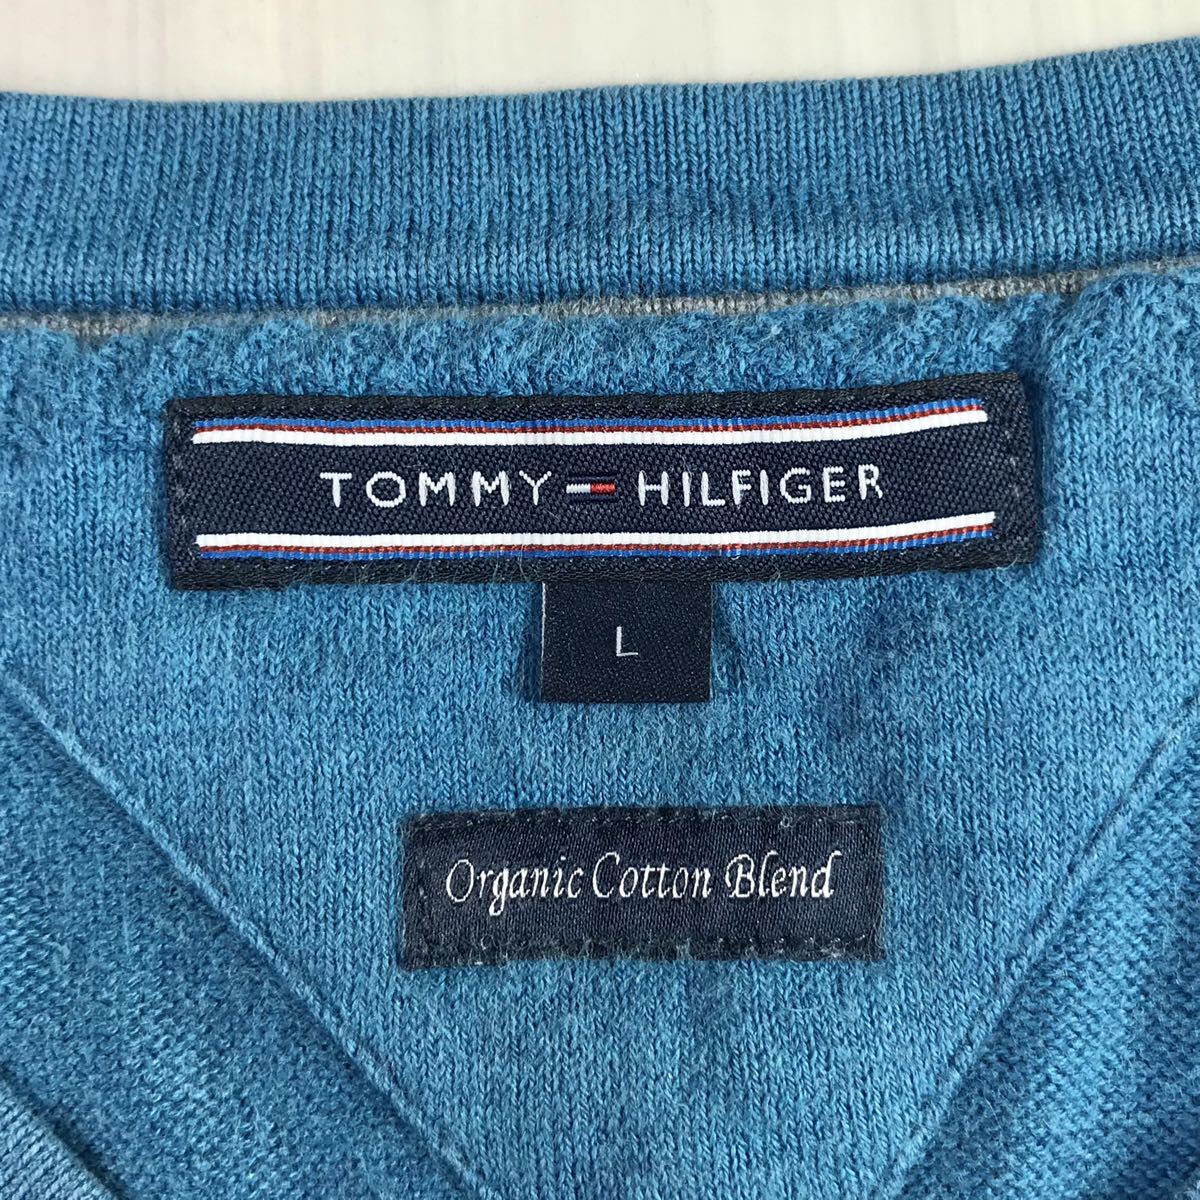 TOMMY HILFIGER
L
Organic Cotton Blend